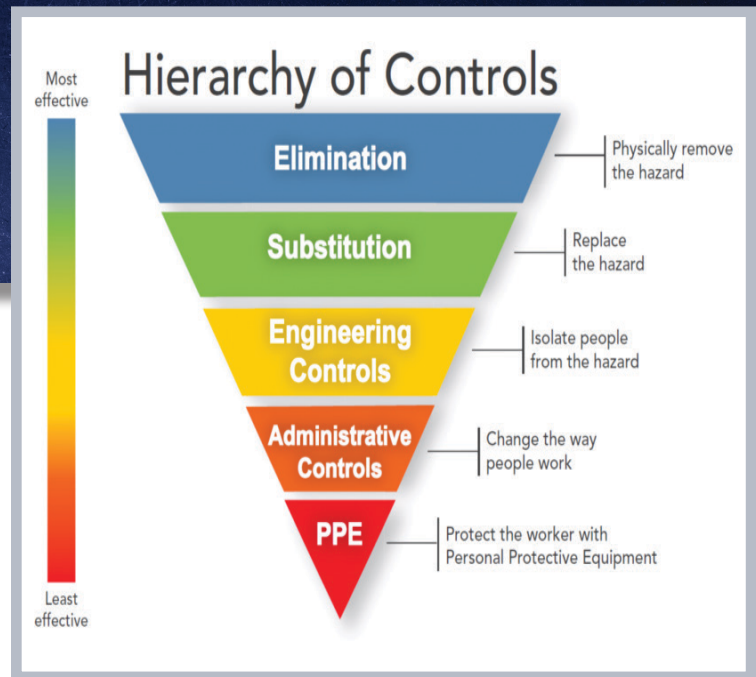 Hierarchy of Controls
Most
effective
Elimination
Physically remove
the hazard
Substitution
Replace
the hazard
Engineering
Controls
Isolate people
from the hazard
Administrative
Controls
Change the way
people work
PPE
Protect the worker with
Personal Protective Equipment
Least
effective